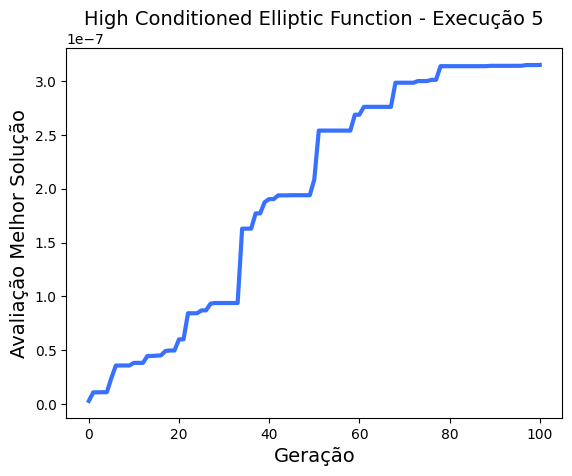 High Conditioned Elliptic Function - Execução 5
1e−7
3.0
2.5
2.0
1.5
1.0
0.5
0.0
Avaliação Melhor Solução
0 20 40 60 80 100
Geração